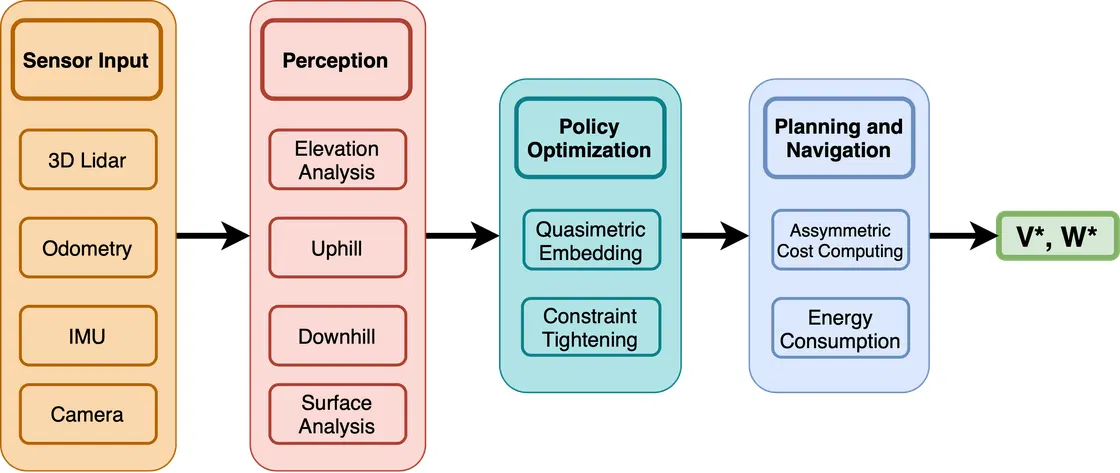 Sensor Input
3D Lidar
Odometry
IMU
Camera
Perception
Elevation
Analysis
Uphill
Downhill
Surface
Analysis
Policy
Optimization
Quasimetric
Embedding
Constraint
Tightening
Planning and
Navigation
Assymmetric
Cost Computing
Energy
Consumption
V*, W*